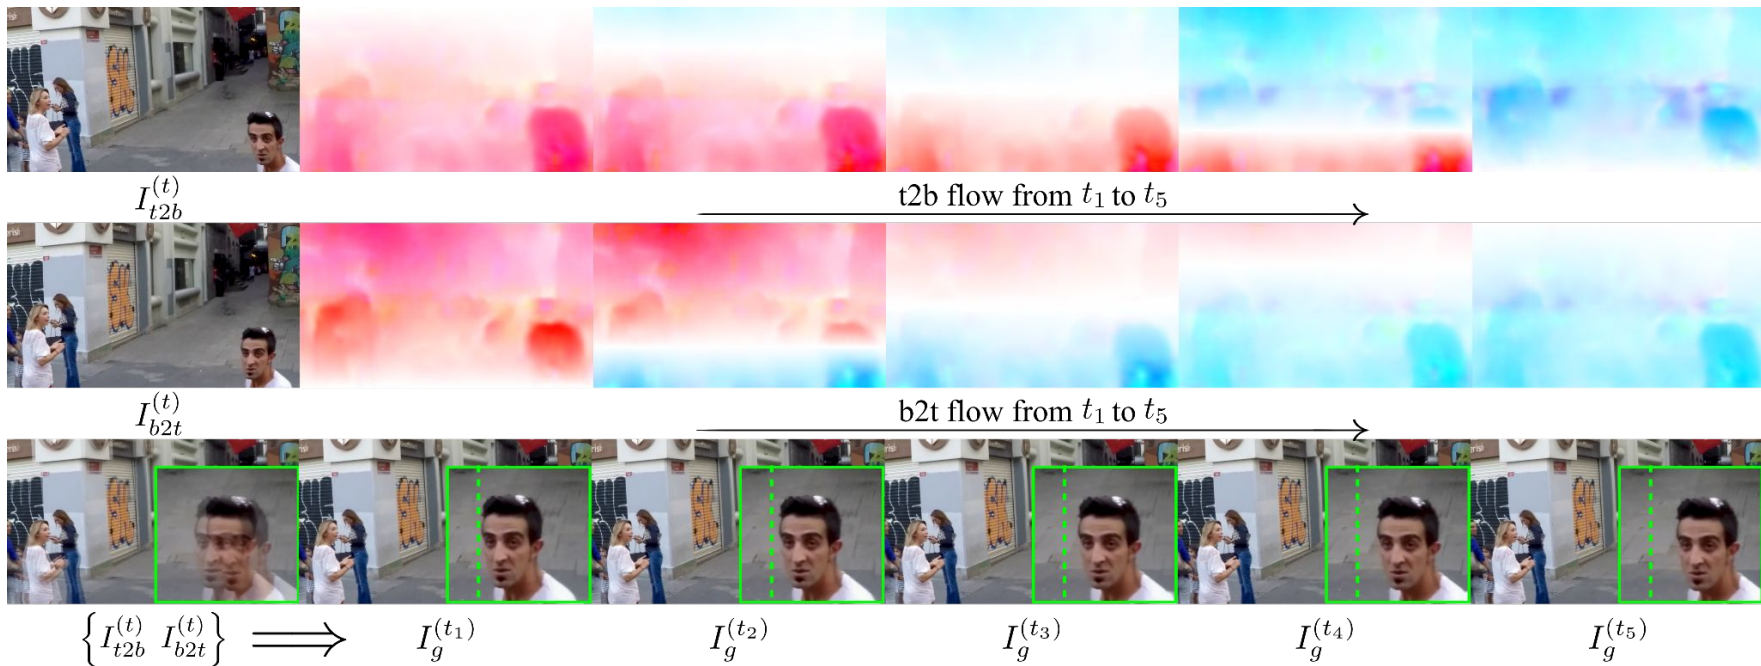 I_{t2b}^{(t)}
t2b flow from t_1 to t_5
I_{b2t}^{(t)}
b2t flow from t_1 to t_5
{I_{t2b}^{(t)} I_{b2t}^{(t)}} ⟹ I_g^{(t_1)} I_g^{(t_2)} I_g^{(t_3)} I_g^{(t_4)} I_g^{(t_5)}